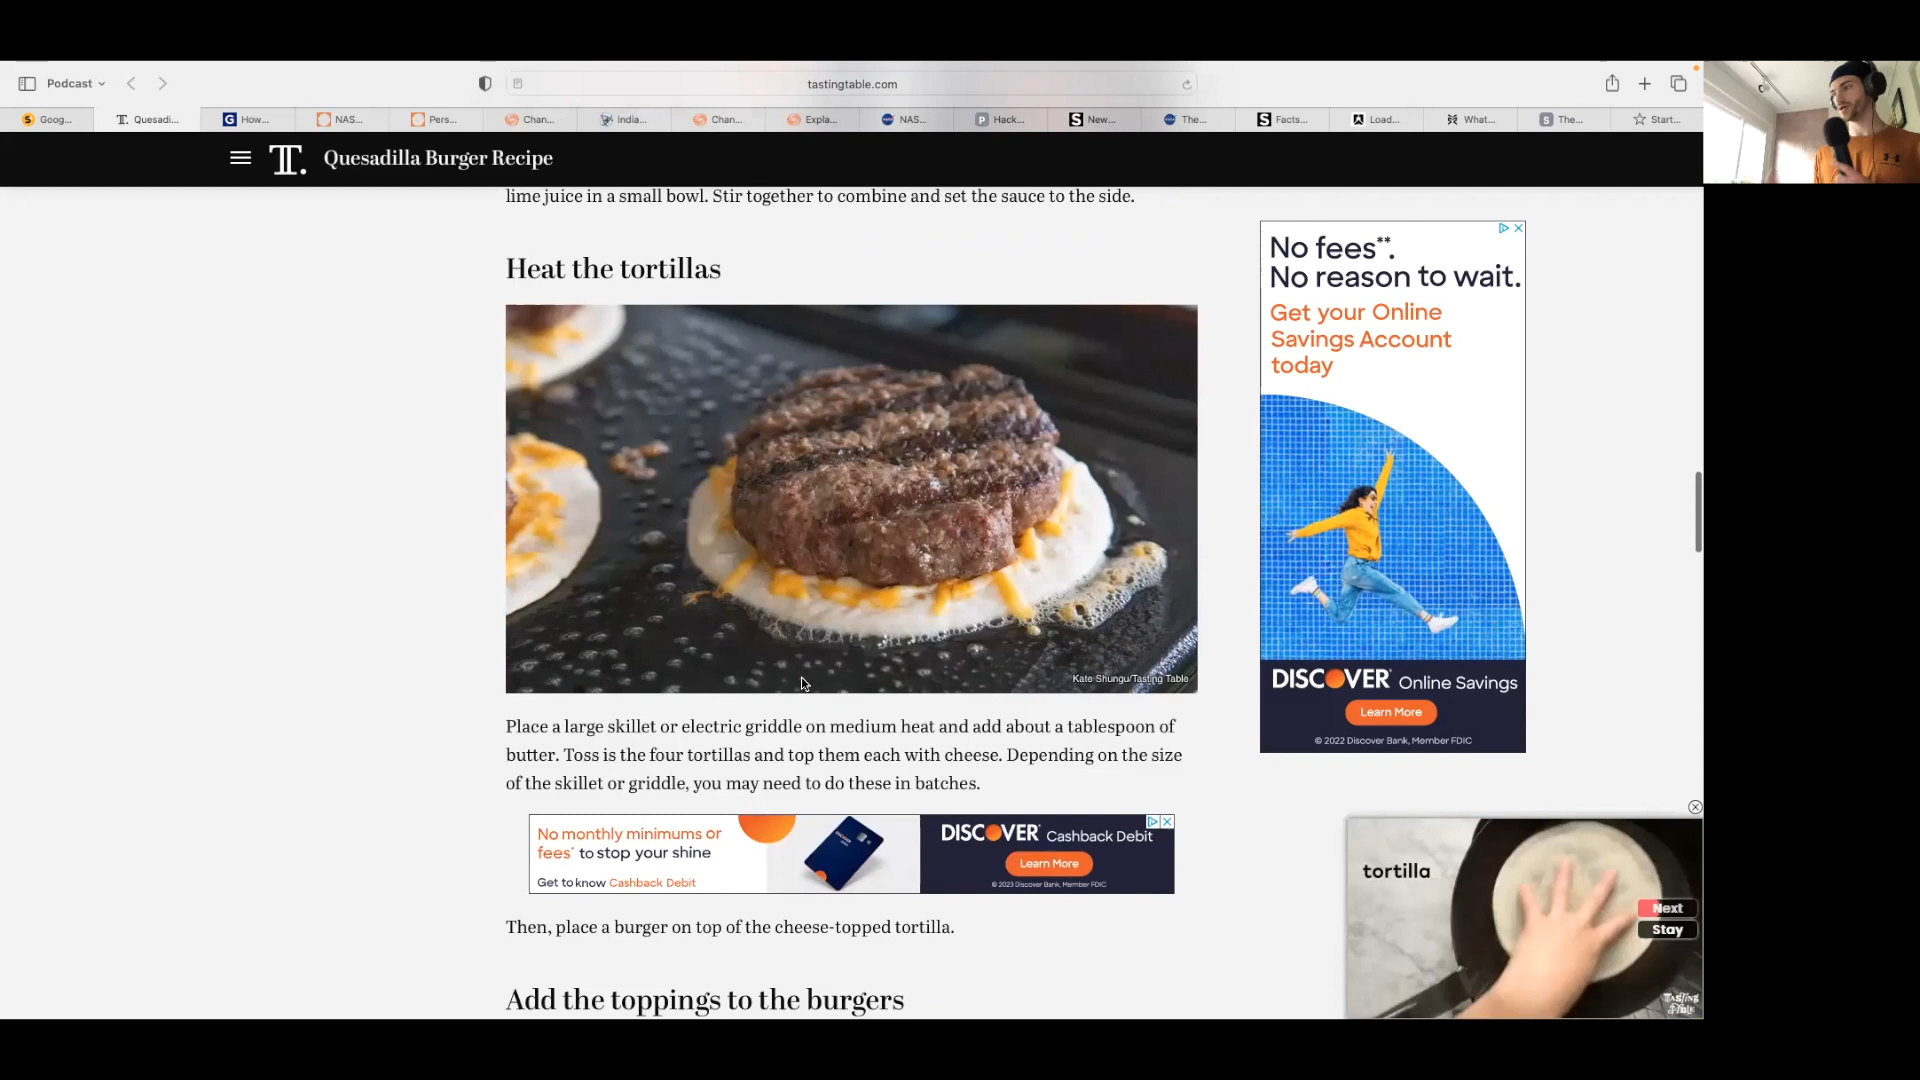 Podcast
tastingtable.com
Goog...
Quesadi...
How...
NAS...
Pers...
Chan...
India...
Chan...
Expla...
NAS...
Hack...
New...
The...
Facts...
Load...
What...
The...
Start...
T. Quesadilla Burger Recipe
lime juice in a small bowl. Stir together to combine and set the sauce to the side.
Heat the tortillas
Kate Shungu/Tasting Table
Place a large skillet or electric griddle on medium heat and add about a tablespoon of
butter. Toss is the four tortillas and top them each with cheese. Depending on the size
of the skillet or griddle, you may need to do these in batches.
No monthly minimums or
fees* to stop your shine
Get to know Cashback Debit
DISCOVER® Cashback Debit
Learn More
© 2023 Discover Bank, Member FDIC
Then, place a burger on top of the cheese-topped tortilla.
Add the toppings to the burgers
No fees**.
No reason to wait.
Get your Online
Savings Account
today
DISCOVER® Online Savings
Learn More
© 2022 Discover Bank, Member FDIC
tortilla
Next
Stay
Tasting
Table